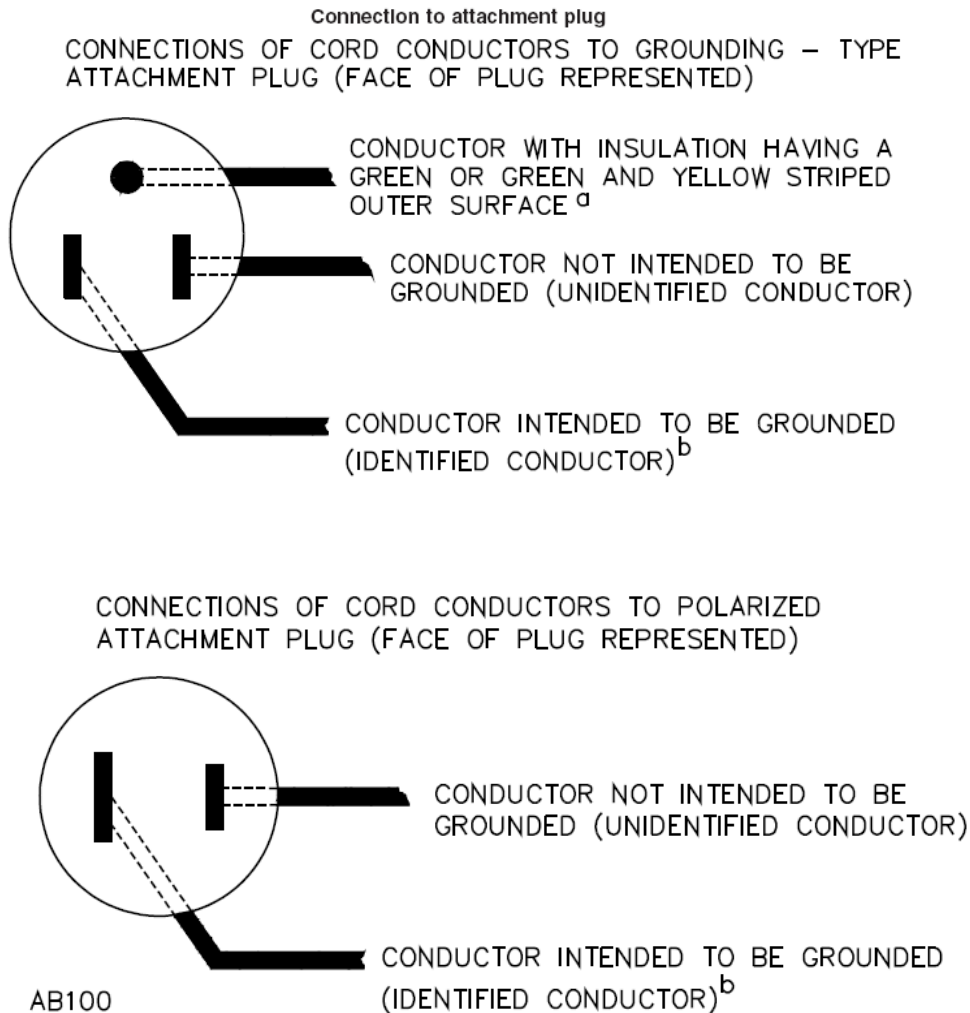 Connection to attachment plug
CONNECTIONS OF CORD CONDUCTORS TO GROUNDING – TYPE
ATTACHMENT PLUG (FACE OF PLUG REPRESENTED)
CONDUCTOR WITH INSULATION HAVING A
GREEN OR GREEN AND YELLOW STRIPED
OUTER SURFACE a
CONDUCTOR NOT INTENDED TO BE
GROUNDED (UNIDENTIFIED CONDUCTOR)
CONDUCTOR INTENDED TO BE GROUNDED
(IDENTIFIED CONDUCTOR) b
CONNECTIONS OF CORD CONDUCTORS TO POLARIZED
ATTACHMENT PLUG (FACE OF PLUG REPRESENTED)
CONDUCTOR NOT INTENDED TO BE
GROUNDED (UNIDENTIFIED CONDUCTOR)
CONDUCTOR INTENDED TO BE GROUNDED
(IDENTIFIED CONDUCTOR) b
AB100